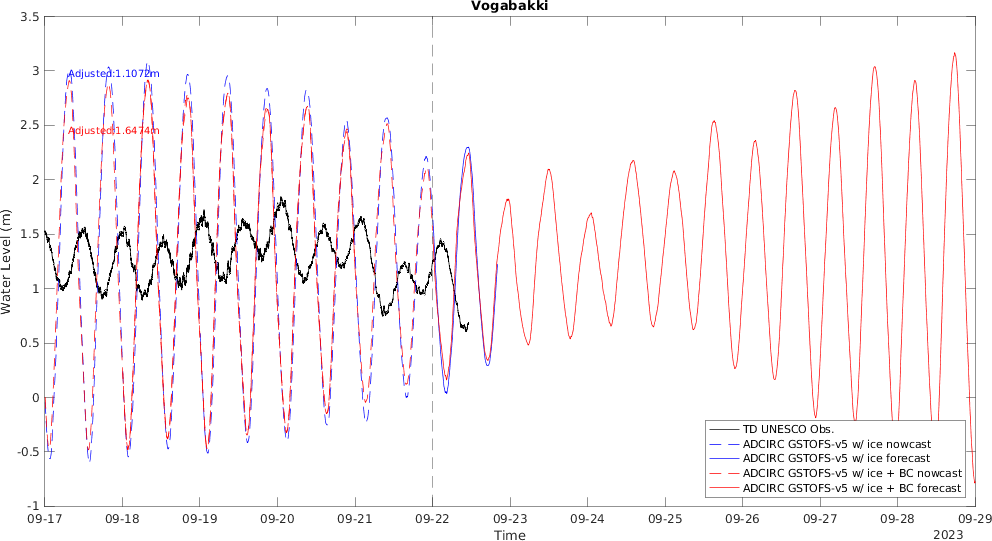 Vogabakki
3.5
3
2.5
2
1.5
1
0.5
0
-0.5
-1
Water Level (m)
Adjusted:1.1072m
Adjusted:1.6474m
TD UNESCO Obs.
ADCIRC GSTOFS-v5 w/ ice nowcast
ADCIRC GSTOFS-v5 w/ ice forecast
ADCIRC GSTOFS-v5 w/ ice + BC nowcast
ADCIRC GSTOFS-v5 w/ ice + BC forecast
09-17 09-18 09-19 09-20 09-21 09-22 09-23 09-24 09-25 09-26 09-27 09-28 09-29
Time
2023